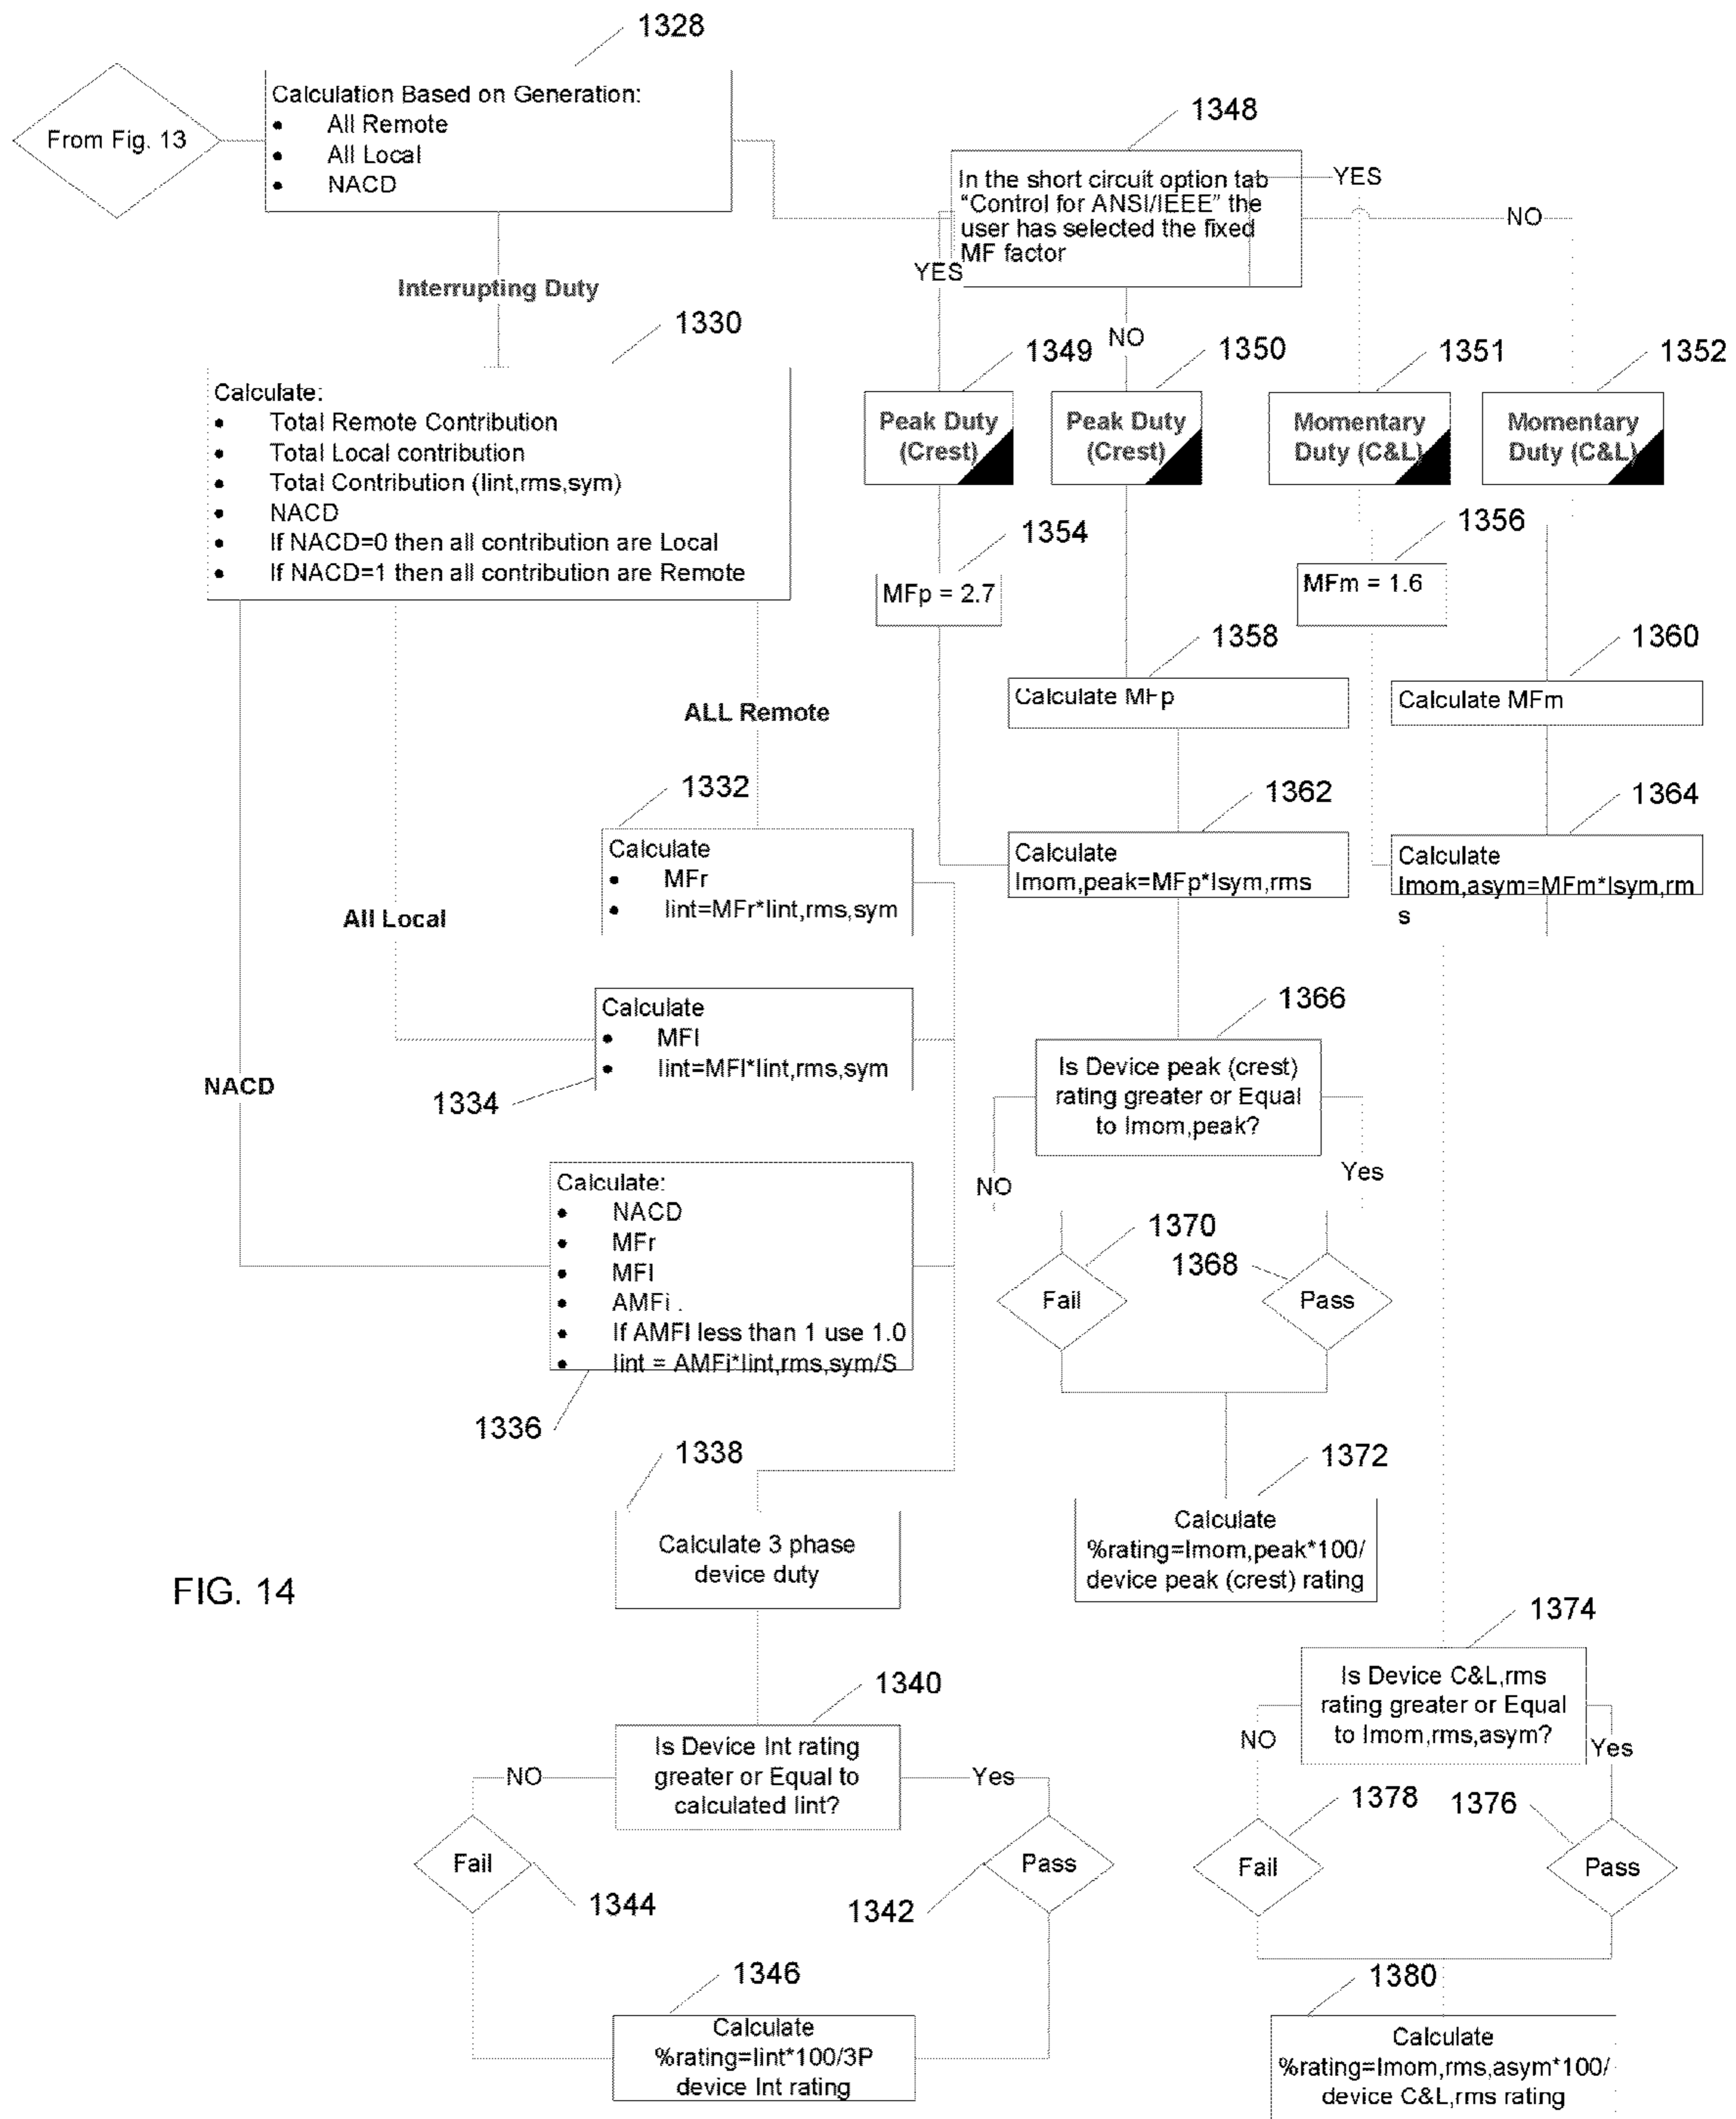 1328
From Fig. 13
Calculation Based on Generation:
• All Remote
• All Local
• NACD
1348
In the short circuit option tab
“Control for ANSI/IEEE” the
user has selected the fixed
MF factor
YES
NO
YES
NO
Interrupting Duty
1330
Calculate:
• Total Remote Contribution
• Total Local contribution
• Total Contribution (Iint,rms,sym)
• NACD
• If NACD=0 then all contribution are Local
• If NACD=1 then all contribution are Remote
1349
Peak Duty
(Crest)
1350
Peak Duty
(Crest)
1351
Momentary
Duty (C&L)
1352
Momentary
Duty (C&L)
1354
MFp = 2.7
1356
MFm = 1.6
1358
Calculate MFp
1360
Calculate MFm
ALL Remote
1332
Calculate
• MFr
• Iint=MFr*Iint,rms,sym
1362
Calculate
Imom,peak=MFp*Isym,rms
1364
Calculate
Imom,asym=MFm*Isym,rm
s
All Local
Calculate
• MFl
• Iint=MFl*Iint,rms,sym
1334
1366
Is Device peak (crest)
rating greater or Equal
to Imom,peak?
NO
Yes
NACD
Calculate:
• NACD
• MFr
• MFl
• AMFi .
• If AMFI less than 1 use 1.0
• Iint = AMFi*Iint,rms,sym/S
1336
1370
Fail
1368
Pass
1338
Calculate 3 phase
device duty
1372
Calculate
%rating=Imom,peak*100/
device peak (crest) rating
FIG. 14
1340
Is Device Int rating
greater or Equal to
calculated Iint?
NO
Yes
Fail
1344
Pass
1342
1346
Calculate
%rating=Iint*100/3P
device Int rating
1374
Is Device C&L,rms
rating greater or Equal
to Imom,rms,asym?
NO
Yes
1378
Fail
1376
Pass
1380
Calculate
%rating=Imom,rms,asym*100/
device C&L,rms rating